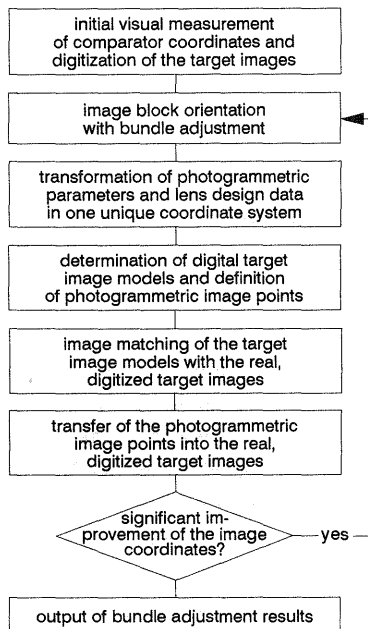 initial visual measurement
of comparator coordinates and
digitization of the target images
image block orientation
with bundle adjustment
transformation of photogrammetric
parameters and lens design data
in one unique coordinate system
determination of digital target
image models and definition
of photogrammetric image points
image matching of the target
image models with the real,
digitized target images
transfer of the photogrammetric
image points into the real,
digitized target images
significant im-
provement of the image
coordinates?
yes
output of bundle adjustment results